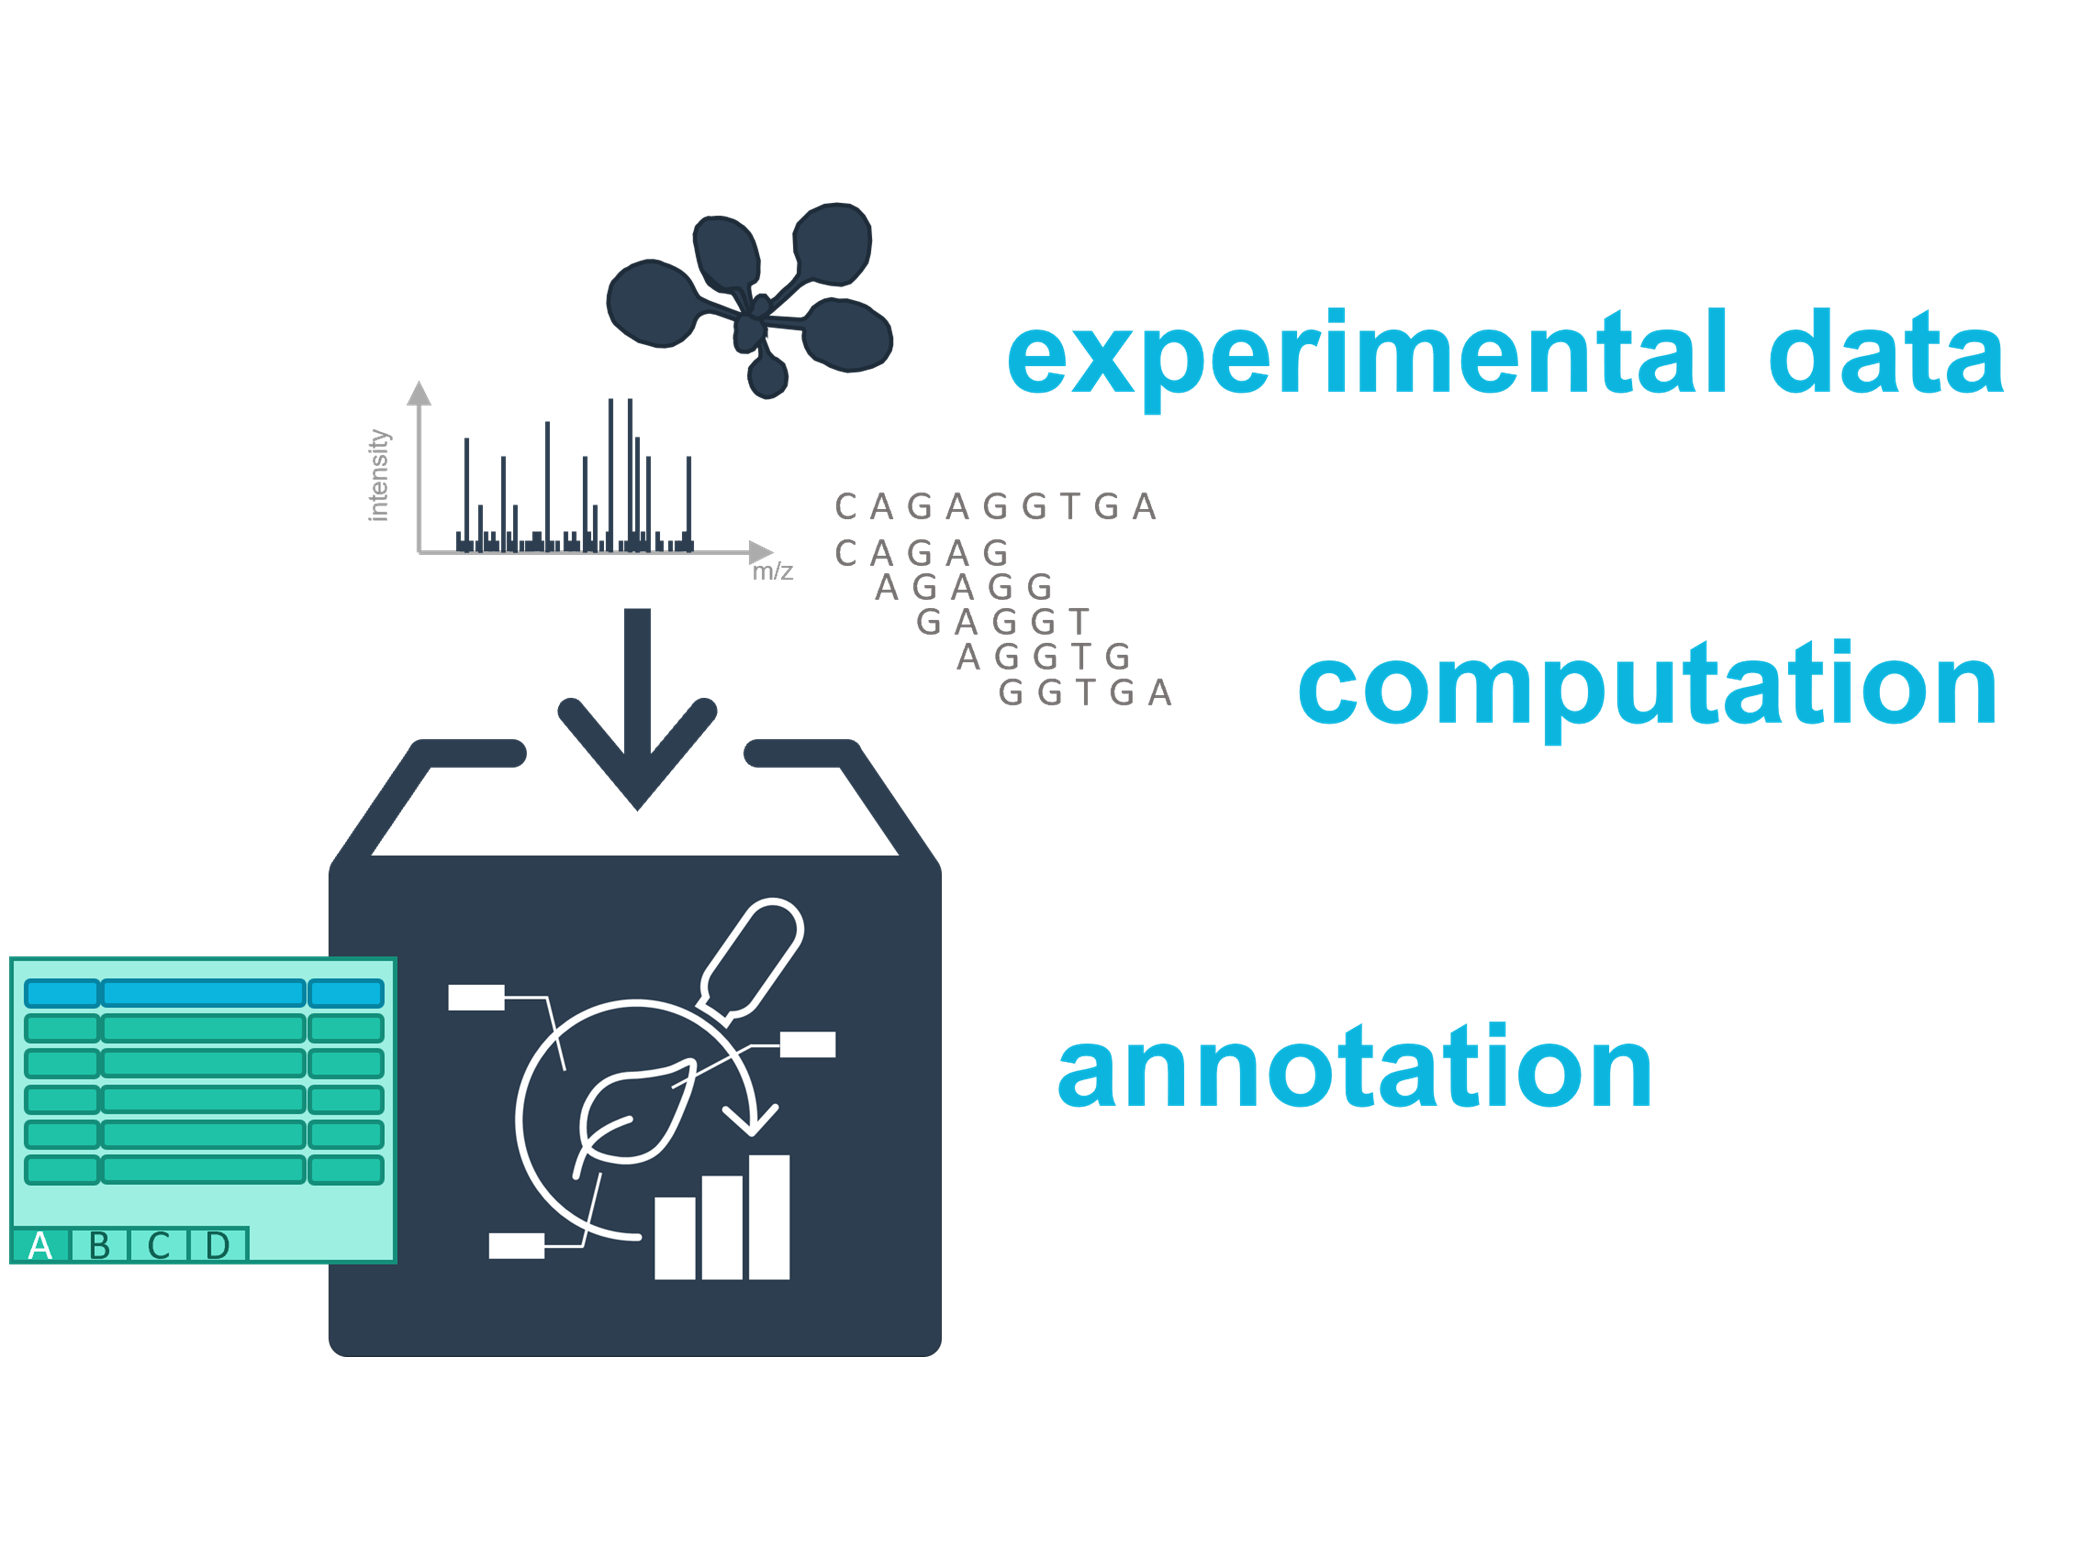 experimental data
intensity
m/z
C A G A G G T G A
C A G A G
A G A G G
G A G G T
A G G T G
G G T G A
computation
annotation
A B C D